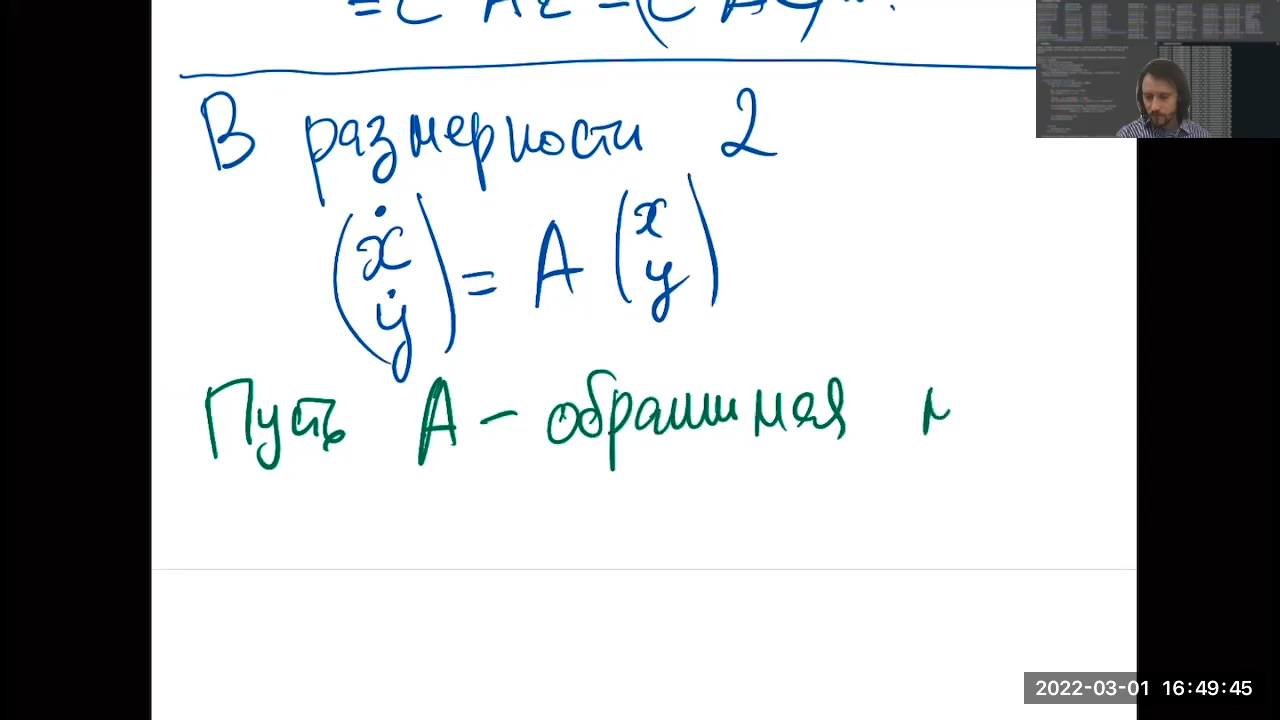 В размерности 2
(ẋ ẏ) = A (x y)
Пусть A - обратимая м
2022-03-01 16:49:45